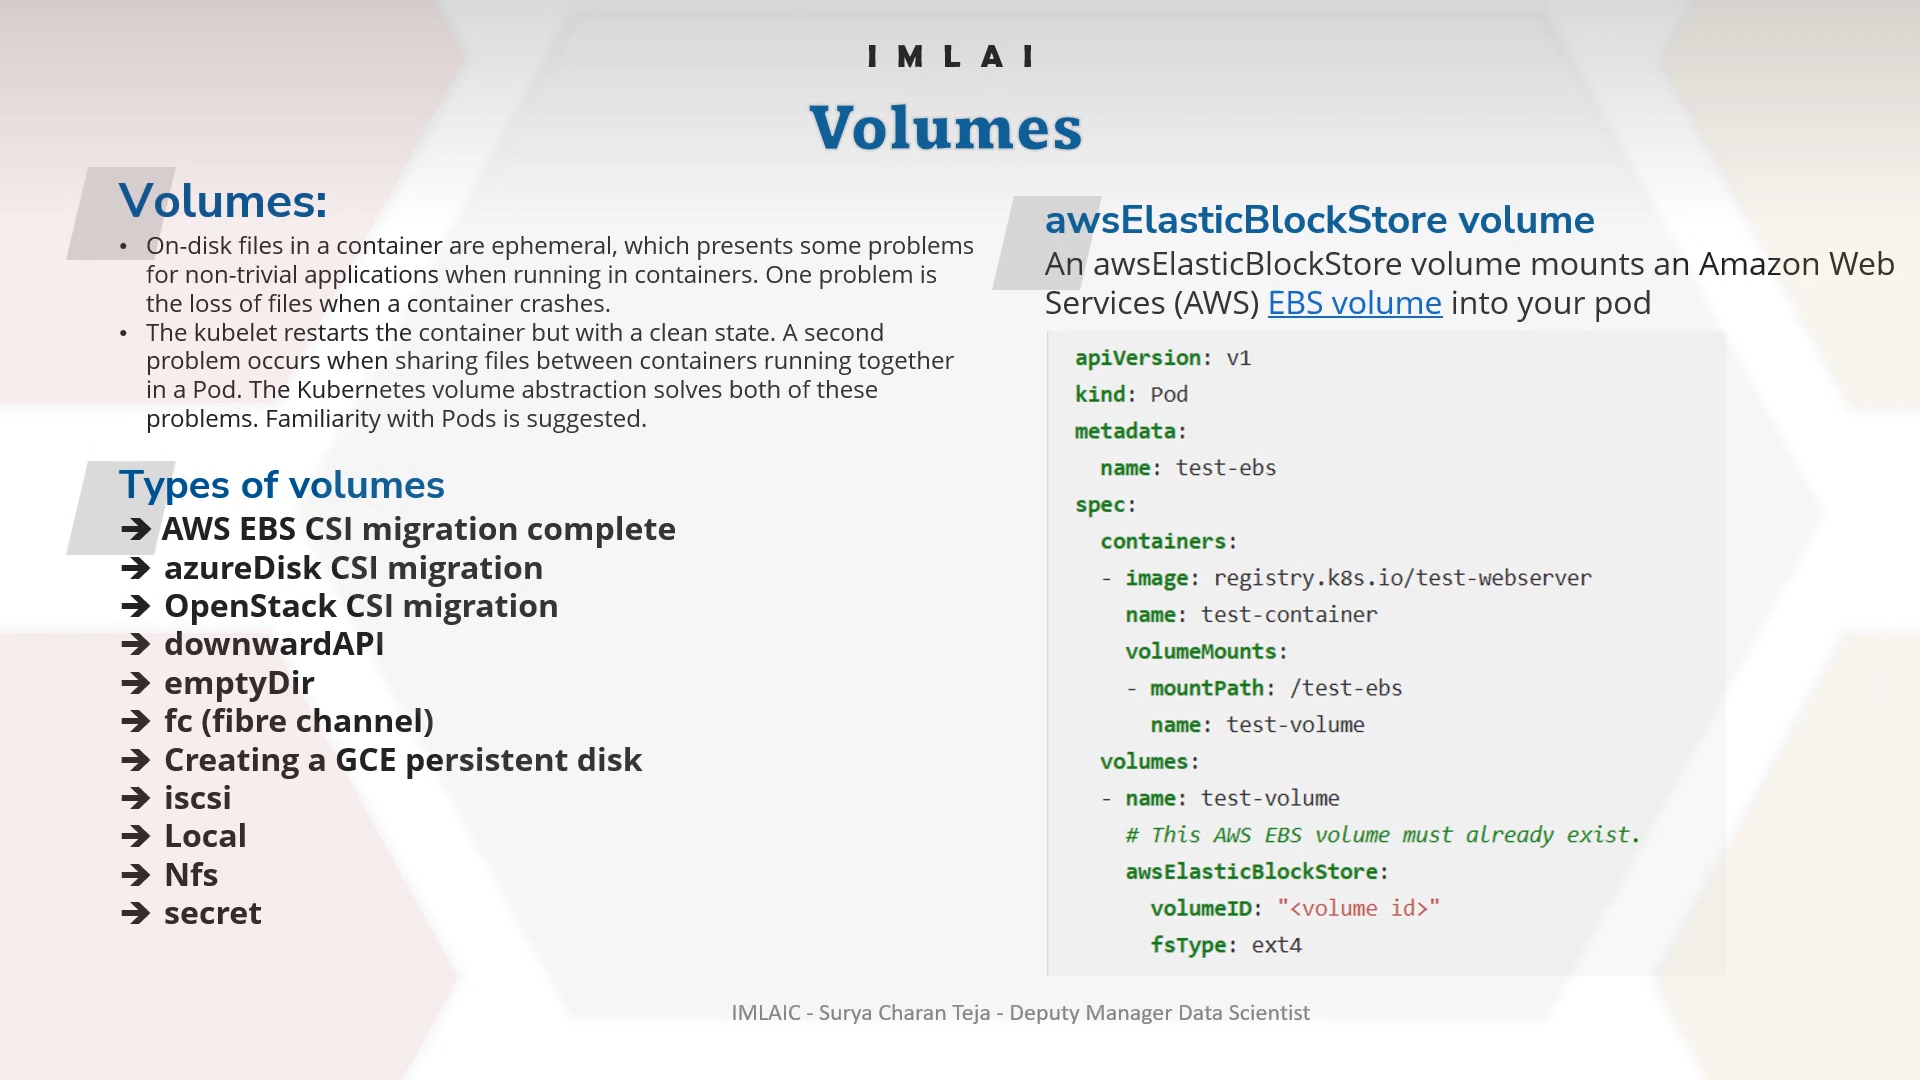 IMLAI
Volumes
Volumes:
• On-disk files in a container are ephemeral, which presents some problems
for non-trivial applications when running in containers. One problem is
the loss of files when a container crashes.
• The kubelet restarts the container but with a clean state. A second
problem occurs when sharing files between containers running together
in a Pod. The Kubernetes volume abstraction solves both of these
problems. Familiarity with Pods is suggested.
Types of volumes
➔ AWS EBS CSI migration complete
➔ azureDisk CSI migration
➔ OpenStack CSI migration
➔ downwardAPI
➔ emptyDir
➔ fc (fibre channel)
➔ Creating a GCE persistent disk
➔ iscsi
➔ Local
➔ Nfs
➔ secret
awsElasticBlockStore volume
An awsElasticBlockStore volume mounts an Amazon Web
Services (AWS) EBS volume into your pod
apiVersion: v1
kind: Pod
metadata:
  name: test-ebs
spec:
  containers:
  - image: registry.k8s.io/test-webserver
    name: test-container
    volumeMounts:
    - mountPath: /test-ebs
      name: test-volume
  volumes:
  - name: test-volume
    # This AWS EBS volume must already exist.
    awsElasticBlockStore:
      volumeID: "<volume id>"
      fsType: ext4
IMLAIC - Surya Charan Teja - Deputy Manager Data Scientist